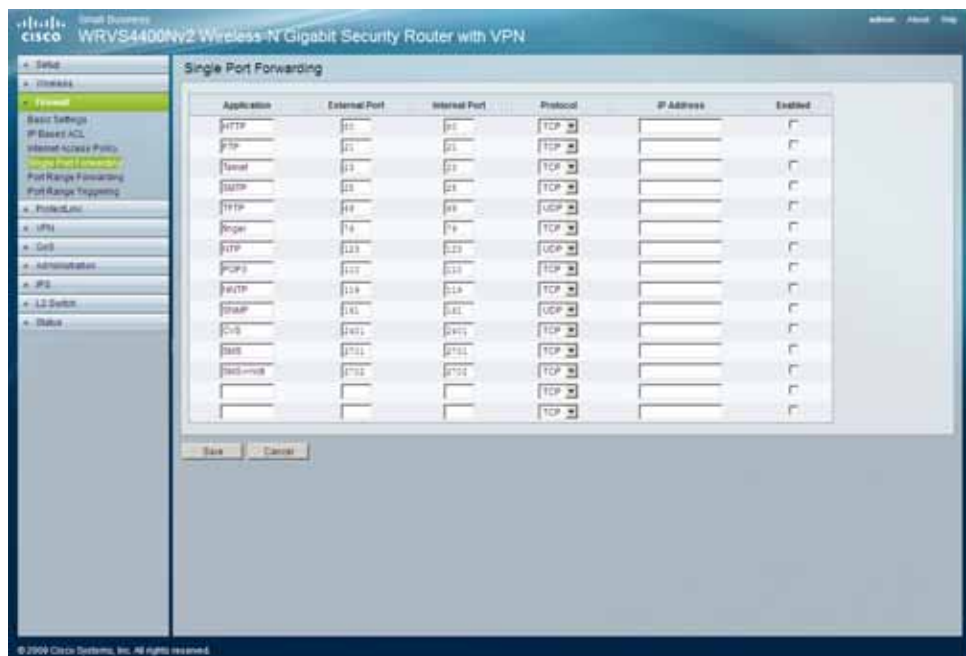 Small Business
cisco WRVS4400Nv2 Wireless-N Gigabit Security Router with VPN
admin About Help
Setup
Wireless
Firewall
Basic Settings
IP Based ACL
Internet Access Policy
Single Port Forwarding
Port Range Forwarding
Port Range Triggering
ProtectLink
VPN
QoS
Administration
IPS
L2 Switch
Status
Single Port Forwarding
Application External Port Internal Port Protocol IP Address Enabled
HTTP 80 80 TCP
FTP 21 21 TCP
Telnet 23 23 TCP
SMTP 25 25 TCP
TFTP 69 69 UDP
finger 79 79 TCP
NTP 123 123 UDP
POP3 110 110 TCP
NNTP 119 119 TCP
SNMP 161 161 UDP
CVS 2401 2401 TCP
SMS 2701 2701 TCP
2702 2702 TCP
TCP
TCP
Save Cancel
© 2009 Cisco Systems, Inc. All rights reserved.